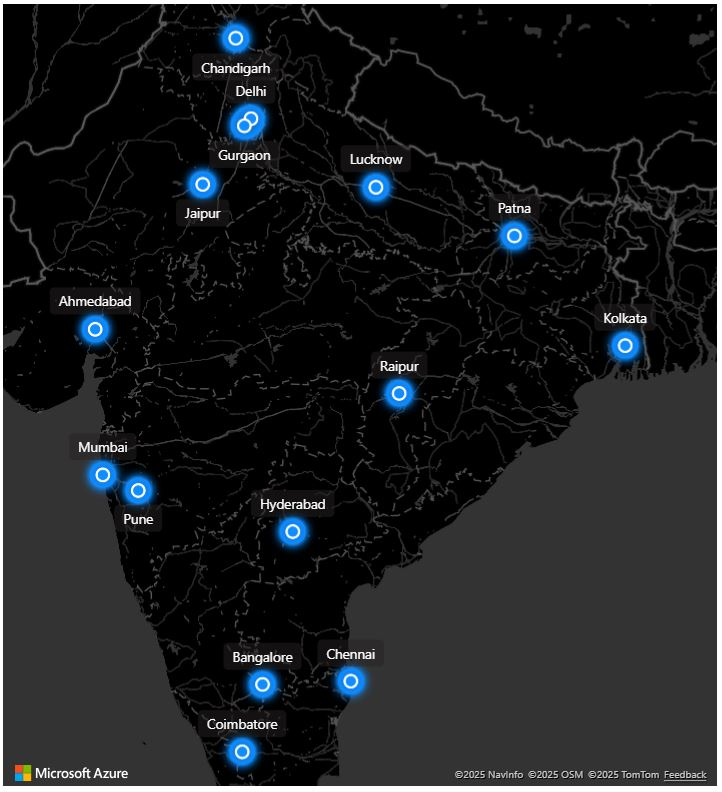 Chandigarh
Delhi
Gurgaon
Lucknow
Jaipur
Patna
Ahmedabad
Kolkata
Raipur
Mumbai
Pune
Hyderabad
Bangalore
Chennai
Coimbatore
Microsoft Azure
©2025 NavInfo ©2025 OSM ©2025 TomTom Feedback